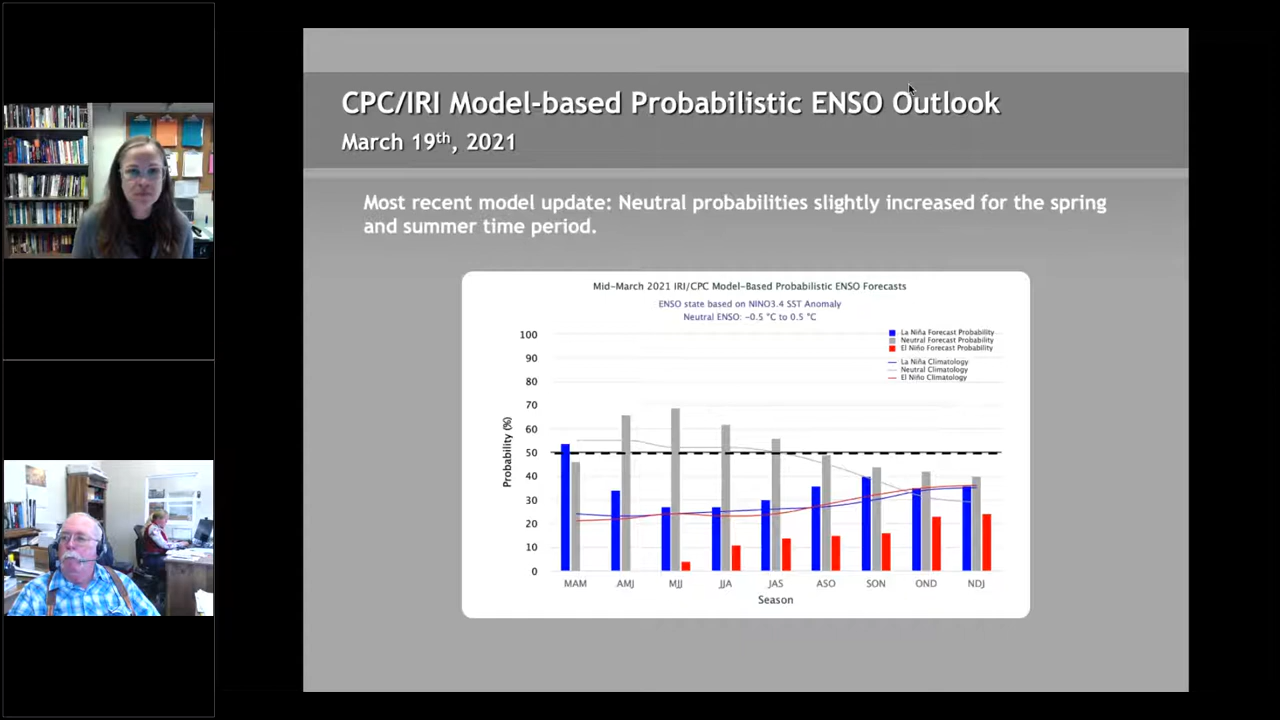 CPC/IRI Model-based Probabilistic ENSO Outlook
March 19th, 2021
Most recent model update: Neutral probabilities slightly increased for the spring
and summer time period.
Mid-March 2021 IRI/CPC Model-Based Probabilistic ENSO Forecasts
ENSO state based on NINO3.4 SST Anomaly
Neutral ENSO: -0.5 °C to 0.5 °C
La Niña Forecast Probability
Neutral Forecast Probability
El Niño Forecast Probability
La Niña Climatology
Neutral Climatology
El Niño Climatology
Probability (%)
100
90
80
70
60
50
40
30
20
10
0
MAM AMJ MJJ JJA JAS ASO SON OND NDJ
Season